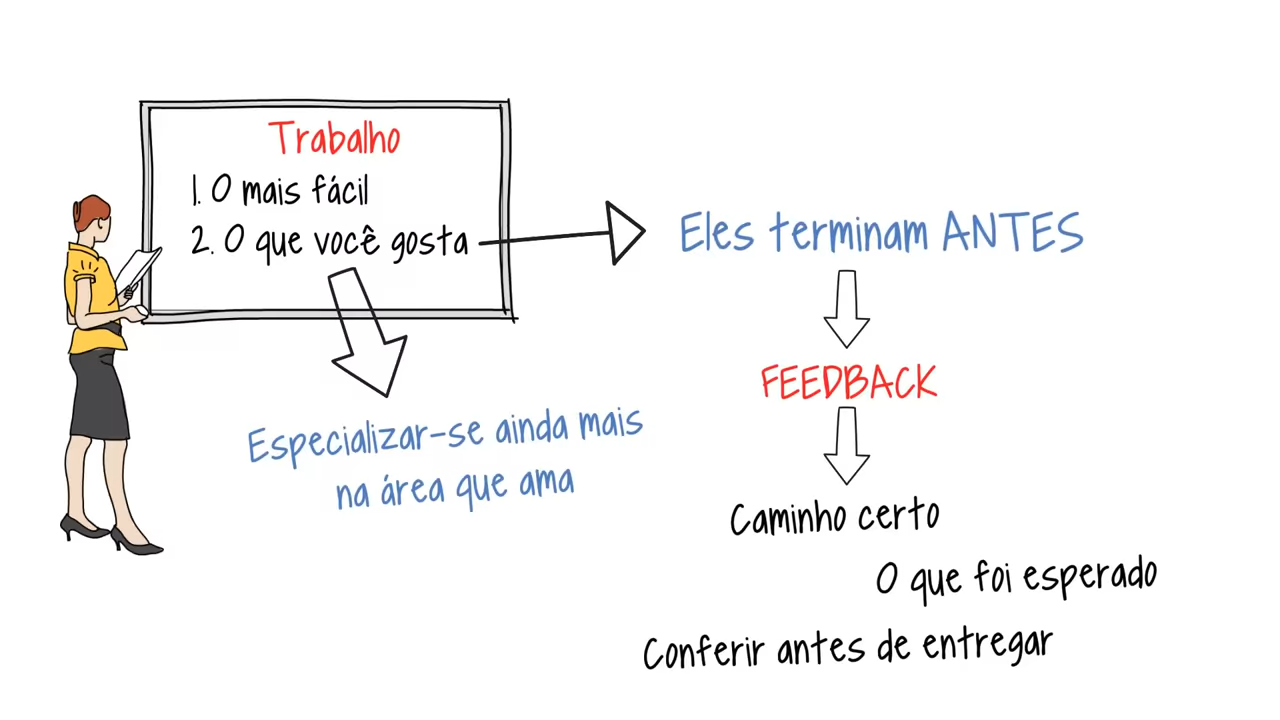 Trabalho
1. O mais fácil
2. O que você gosta
Eles terminam ANTES
FEEDBACK
Especializar-se ainda mais
na área que ama
Caminho certo
O que foi esperado
Conferir antes de entregar